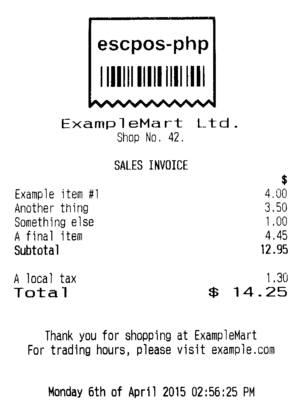 escpos-php
ExampleMart Ltd.
Shop No. 42.
SALES INVOICE
$
Example item #1 4.00
Another thing 3.50
Something else 1.00
A final item 4.45
Subtotal 12.95
A local tax 1.30
Total $ 14.25
Thank you for shopping at ExampleMart
For trading hours, please visit example.com
Monday 6th of April 2015 02:56:25 PM